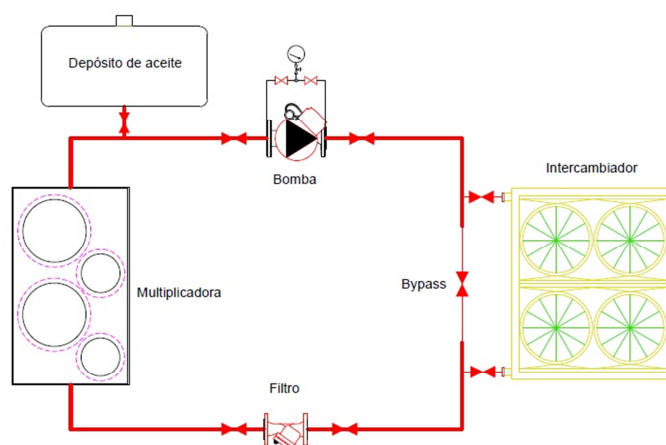 Depósito de aceite
Bomba
Intercambiador
Multiplicadora
Bypass
Filtro